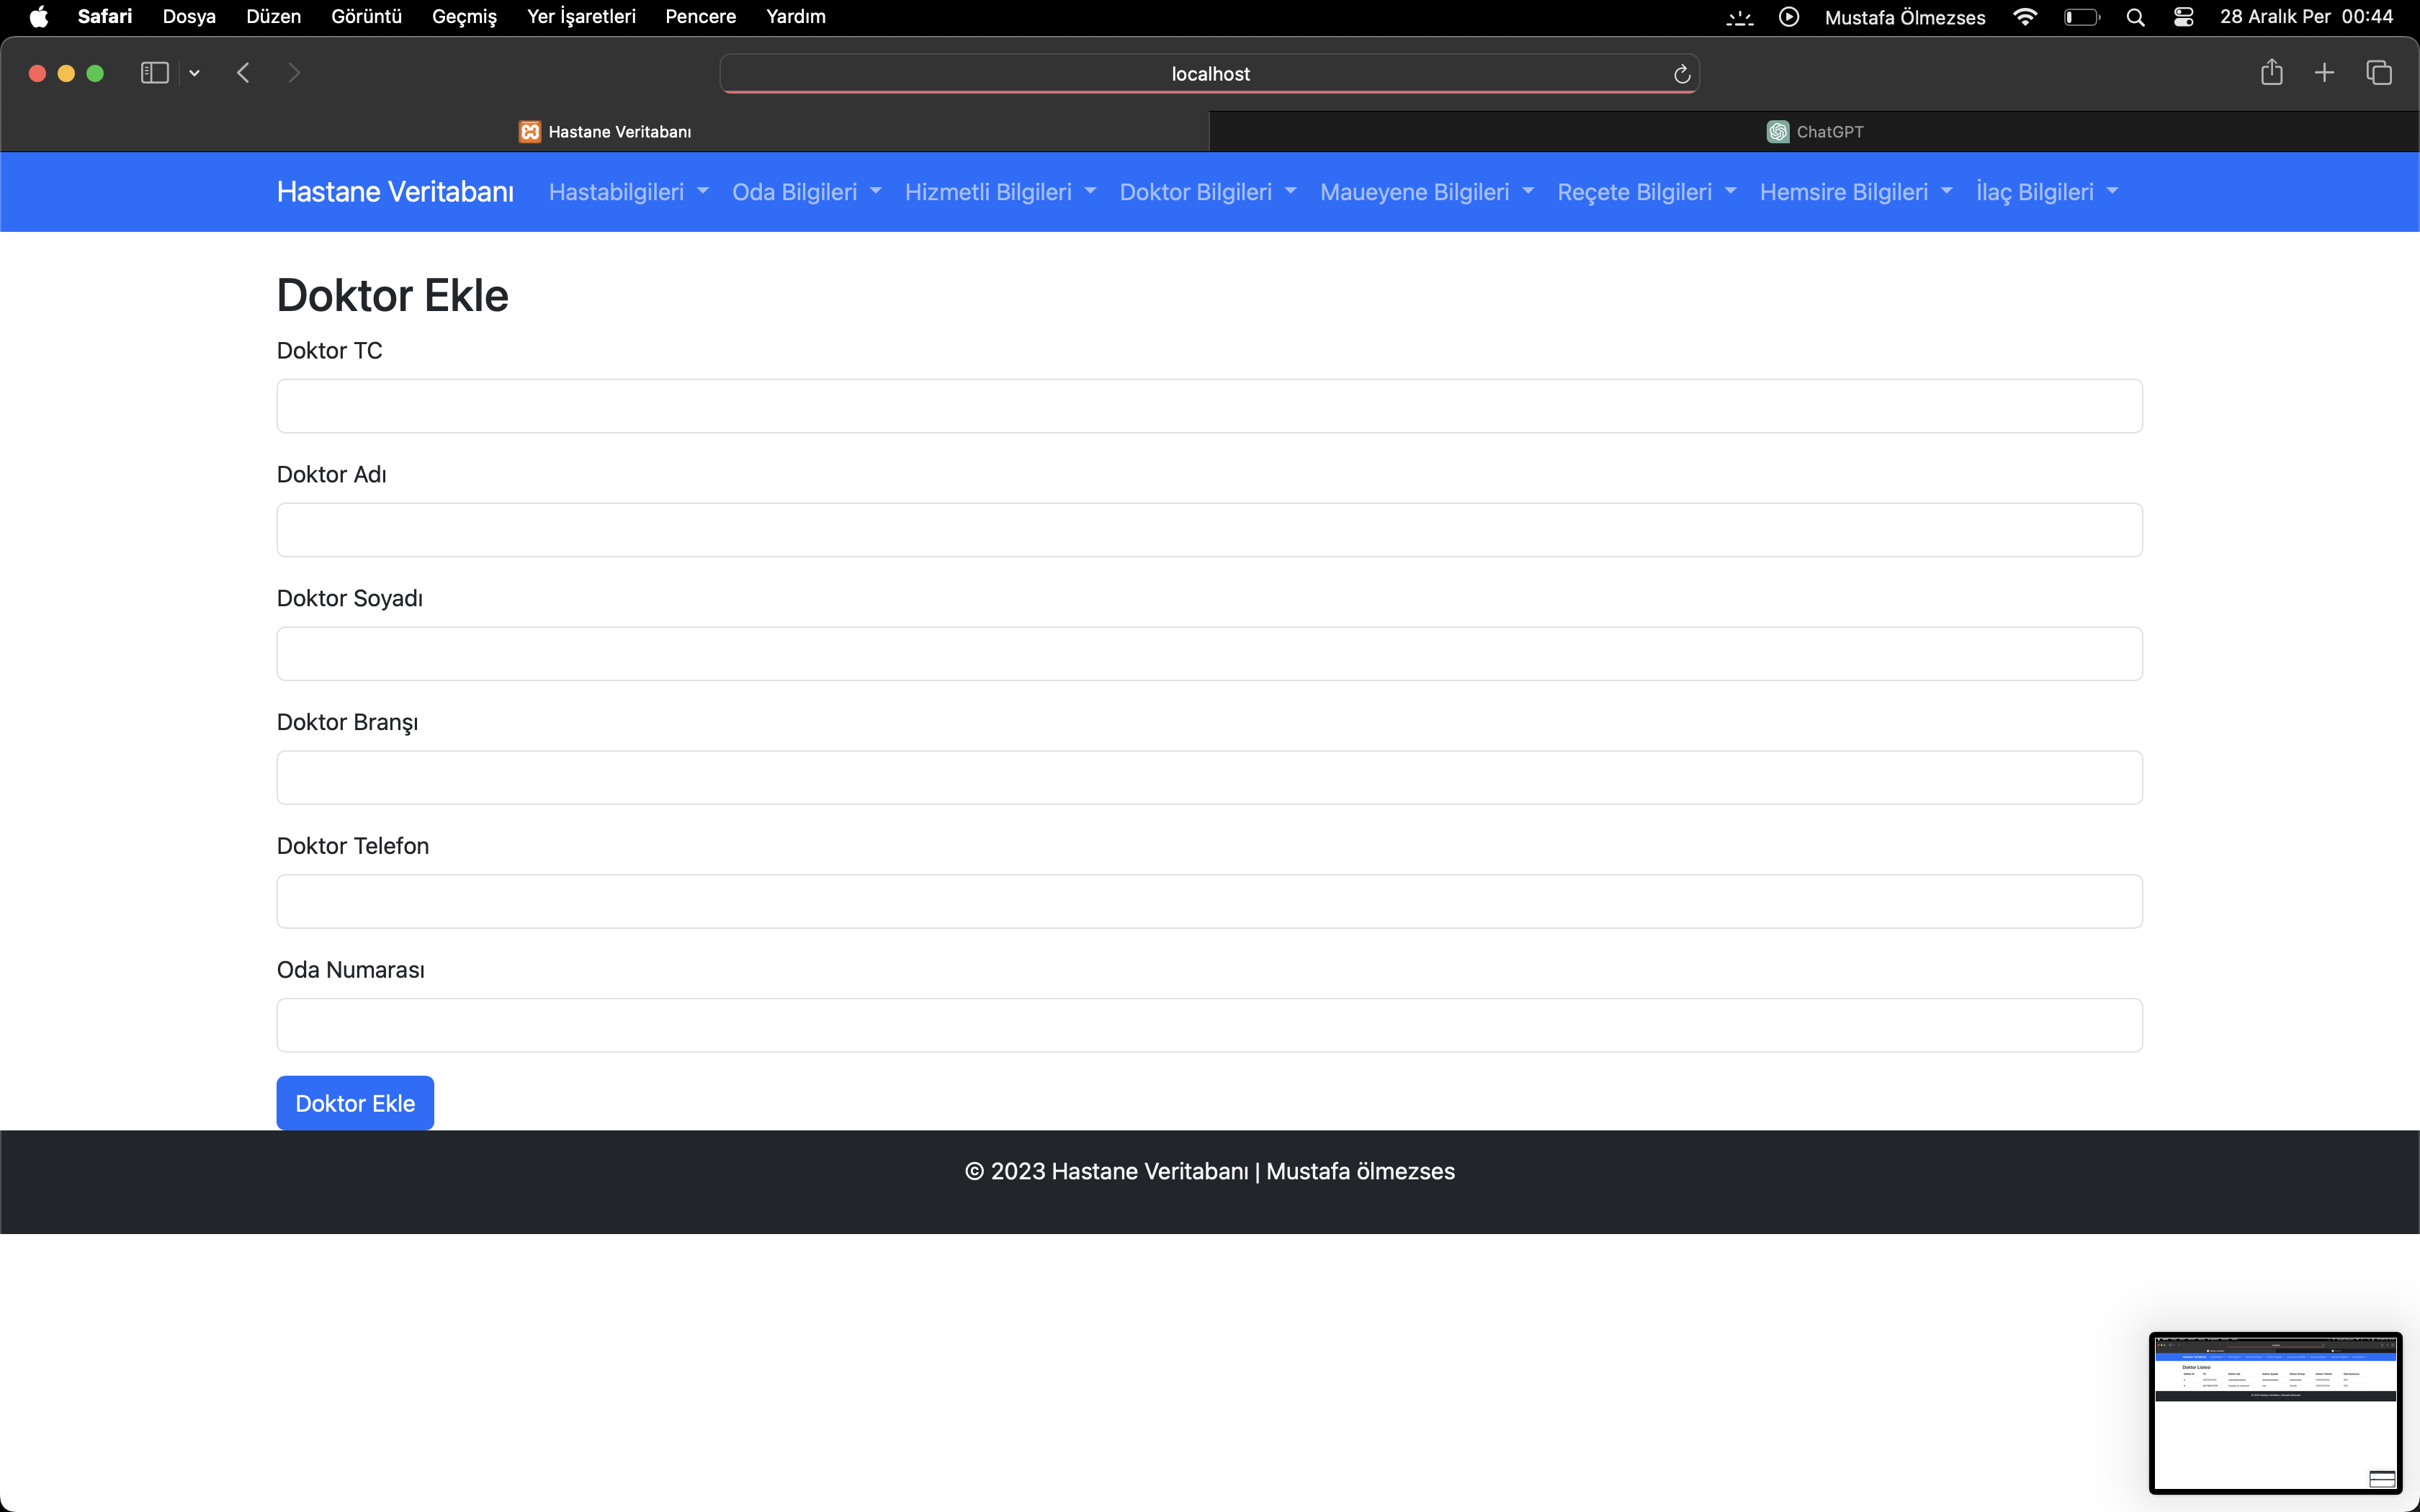 Safari Dosya Düzen Görüntü Geçmiş Yer İşaretleri Pencere Yardım Mustafa Ölmezses 28 Aralık Per 00:44
localhost
Hastane Veritabanı ChatGPT
Hastane Veritabanı Hastabilgileri Oda Bilgileri Hizmetli Bilgileri Doktor Bilgileri Maueyene Bilgileri Reçete Bilgileri Hemsire Bilgileri İlaç Bilgileri
Doktor Ekle
Doktor TC
Doktor Adı
Doktor Soyadı
Doktor Branşı
Doktor Telefon
Oda Numarası
Doktor Ekle
© 2023 Hastane Veritabanı | Mustafa ölmezses
Doktor Listesi